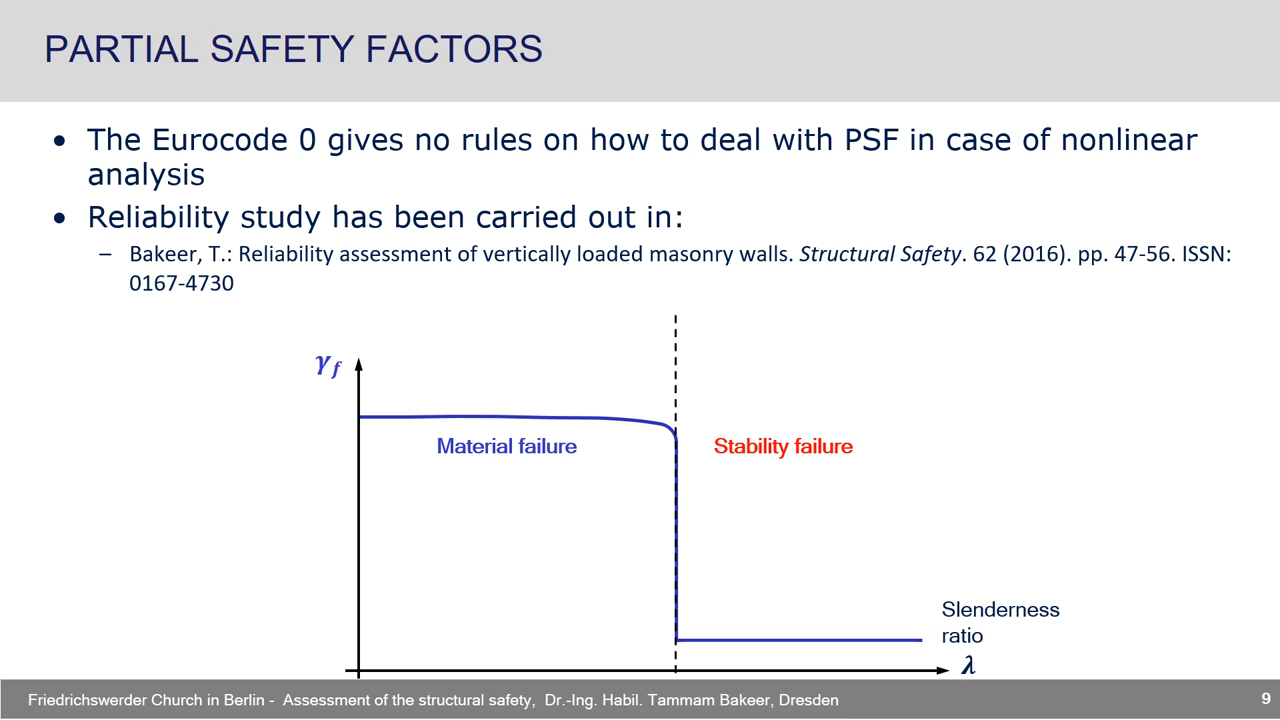 PARTIAL SAFETY FACTORS
• The Eurocode 0 gives no rules on how to deal with PSF in case of nonlinear
analysis
• Reliability study has been carried out in:
– Bakeer, T.: Reliability assessment of vertically loaded masonry walls. Structural Safety. 62 (2016). pp. 47-56. ISSN:
0167-4730
γf
Material failure
Stability failure
Slenderness
ratio
λ
Friedrichswerder Church in Berlin - Assessment of the structural safety, Dr.-Ing. Habil. Tammam Bakeer, Dresden
9